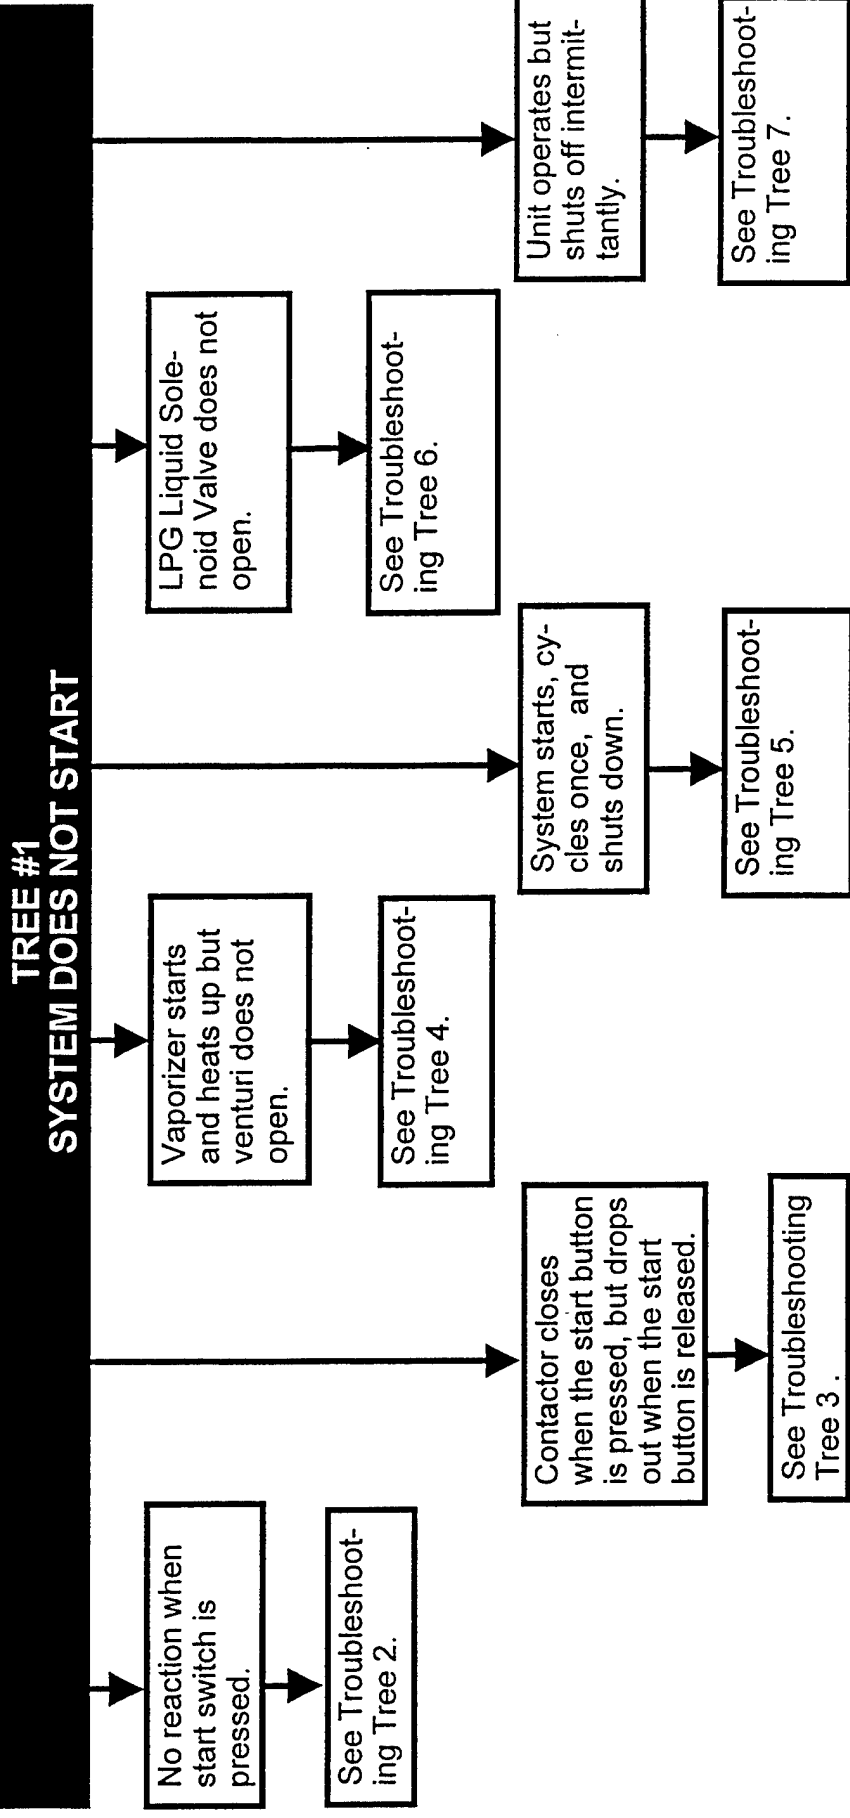 TREE #1
SYSTEM DOES NOT START
No reaction when
start switch is
pressed.
See Troubleshoot-
ing Tree 2.
Contactor closes
when the start button
is pressed, but drops
out when the start
button is released.
See Troubleshooting
Tree 3 .
Vaporizer starts
and heats up but
venturi does not
open.
See Troubleshoot-
ing Tree 4.
System starts, cy-
cles once, and
shuts down.
See Troubleshoot-
ing Tree 5.
LPG Liquid Sole-
noid Valve does not
open.
See Troubleshoot-
ing Tree 6.
Unit operates but
shuts off intermit-
tantly.
See Troubleshoot-
ing Tree 7.